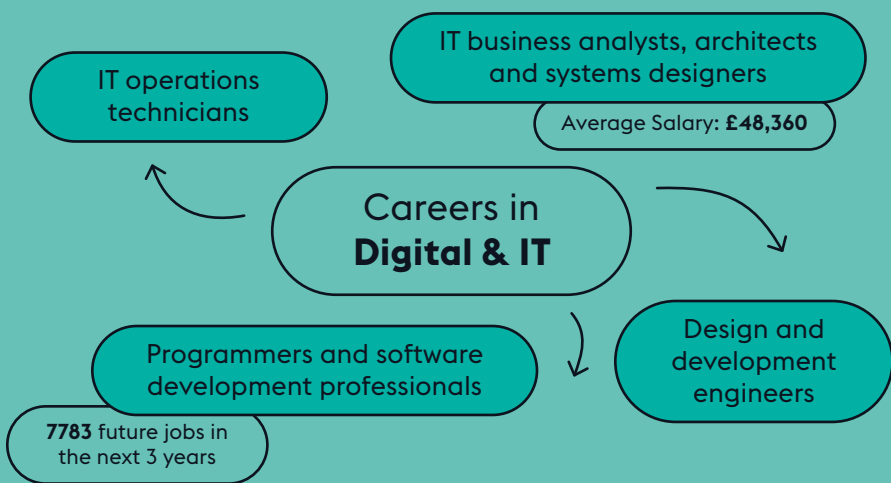 IT operations
technicians
IT business analysts, architects
and systems designers
Average Salary: £48,360
Careers in
Digital & IT
Programmers and software
development professionals
7783 future jobs in
the next 3 years
Design and
development
engineers